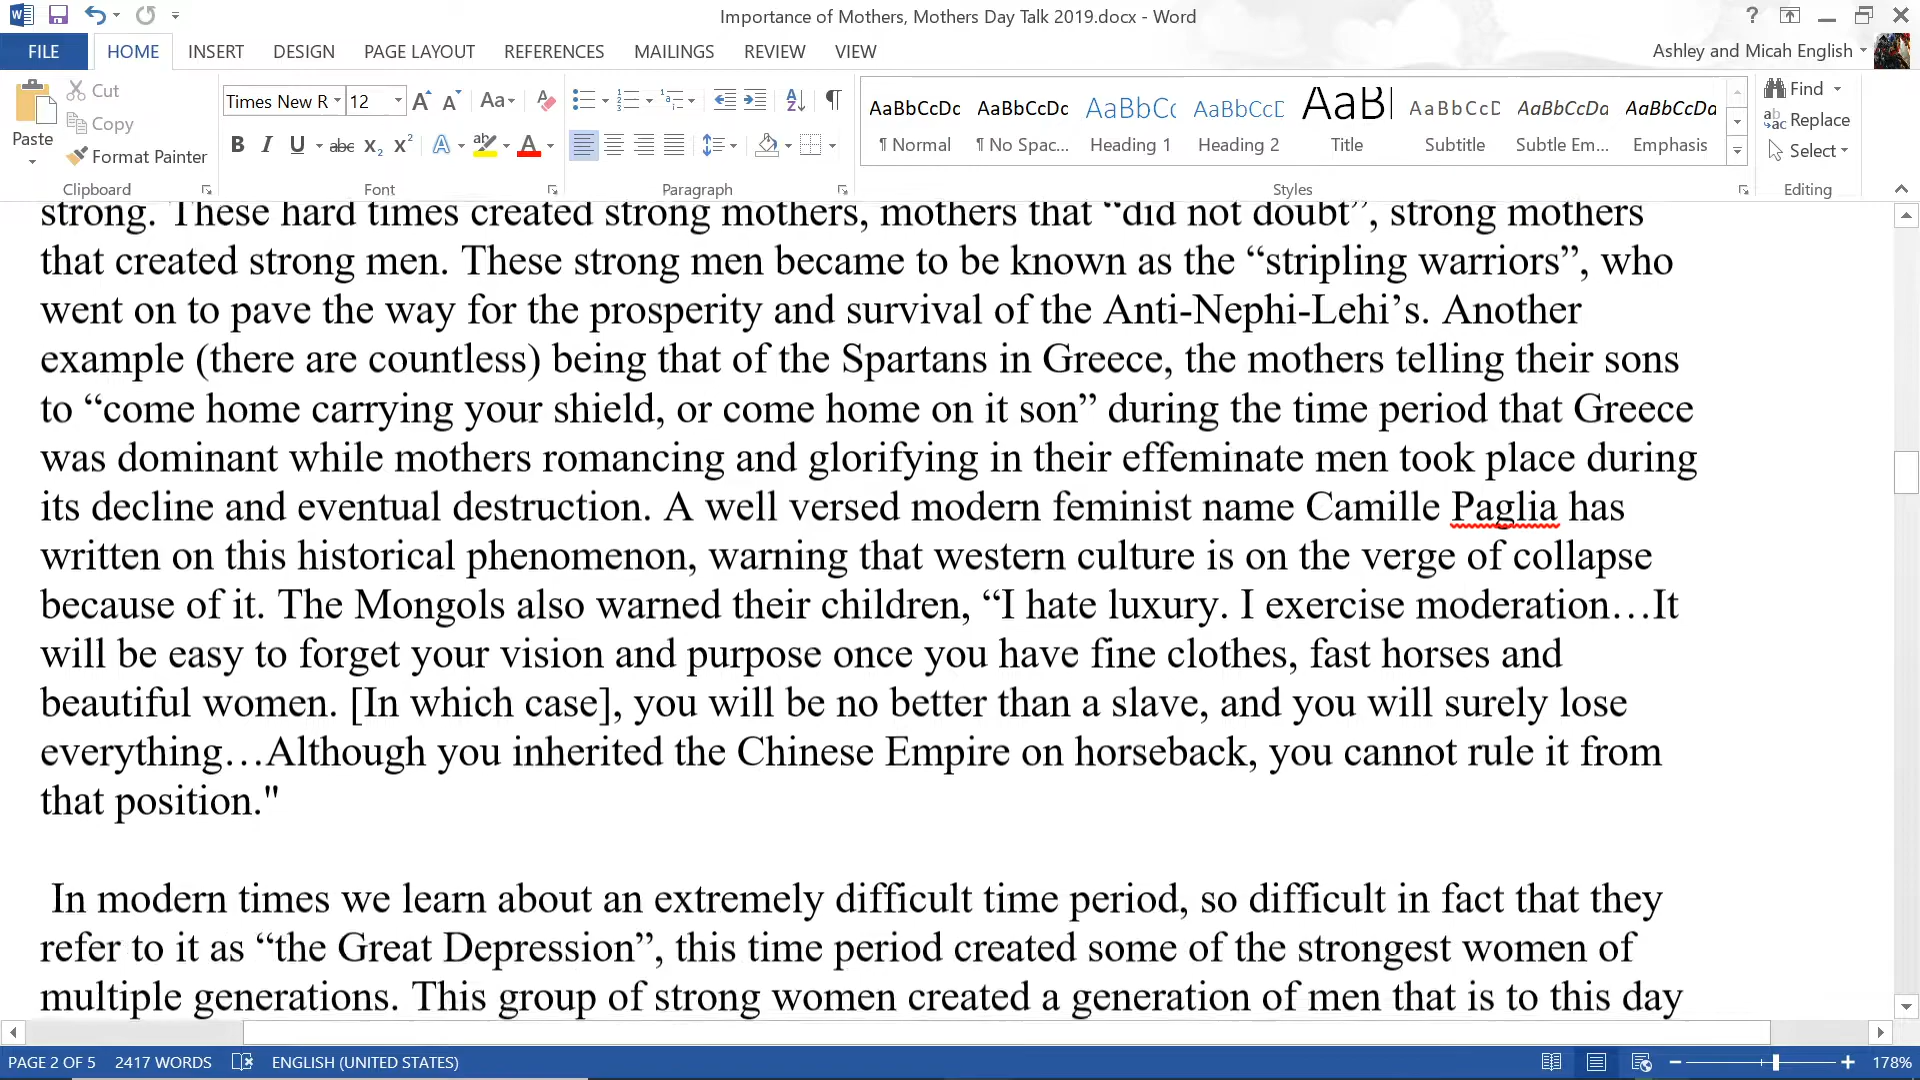 Importance of Mothers, Mothers Day Talk 2019.docx - Word
FILE HOME INSERT DESIGN PAGE LAYOUT REFERENCES MAILINGS REVIEW VIEW Ashley and Micah English
Paste
Cut
Copy
Format Painter
Clipboard
Times New R 12
Font
Paragraph
AaBbCcDc AaBbCcDc AaBbCc AaBbCcD AaB AaBbCcD AaBbCcDa AaBbCcDa
¶ Normal ¶ No Spac... Heading 1 Heading 2 Title Subtitle Subtle Em... Emphasis
Styles
Find
Replace
Select
Editing
strong. These hard times created strong mothers, mothers that “did not doubt”, strong mothers
that created strong men. These strong men became to be known as the “stripling warriors”, who
went on to pave the way for the prosperity and survival of the Anti-Nephi-Lehi’s. Another
example (there are countless) being that of the Spartans in Greece, the mothers telling their sons
to “come home carrying your shield, or come home on it son” during the time period that Greece
was dominant while mothers romancing and glorifying in their effeminate men took place during
its decline and eventual destruction. A well versed modern feminist name Camille Paglia has
written on this historical phenomenon, warning that western culture is on the verge of collapse
because of it. The Mongols also warned their children, “I hate luxury. I exercise moderation…It
will be easy to forget your vision and purpose once you have fine clothes, fast horses and
beautiful women. [In which case], you will be no better than a slave, and you will surely lose
everything…Although you inherited the Chinese Empire on horseback, you cannot rule it from
that position."
In modern times we learn about an extremely difficult time period, so difficult in fact that they
refer to it as “the Great Depression”, this time period created some of the strongest women of
multiple generations. This group of strong women created a generation of men that is to this day
PAGE 2 OF 5 2417 WORDS ENGLISH (UNITED STATES) 178%